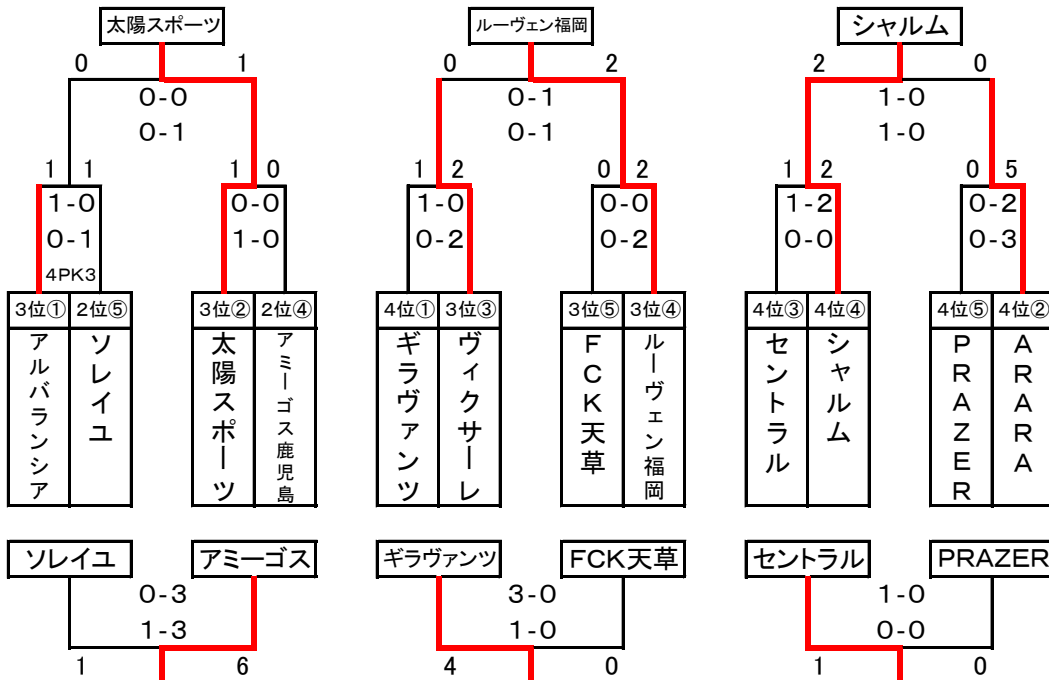 太陽スポーツ ルーヴェン福岡 シャルム
0 1 0 2 2 0
0-0 0-1 1-0
0-1 0-1 1-0
1 1 1 0 1 2 0 2 1 2 0 5
1-0 0-0 1-0 0-0 1-2 0-2
0-1 1-0 0-2 0-2 0-0 0-3
4PK3
3位① 2位⑤ 3位② 2位④ 4位① 3位③ 3位⑤ 3位④ 4位③ 4位④ 4位⑤ 4位②
アルバランシア
ソレイユ
太陽スポーツ
アミーゴス鹿児島
ギラヴァンツ
ヴィクサーレ
FCK天草
ルーヴェン福岡
セントラル
シャルム
PRAZER
ARARA
ソレイユ アミーゴス ギラヴァンツ FCK天草 セントラル PRAZER
0-3 3-0 1-0
1-3 1-0 0-0
1 6 4 0 1 0